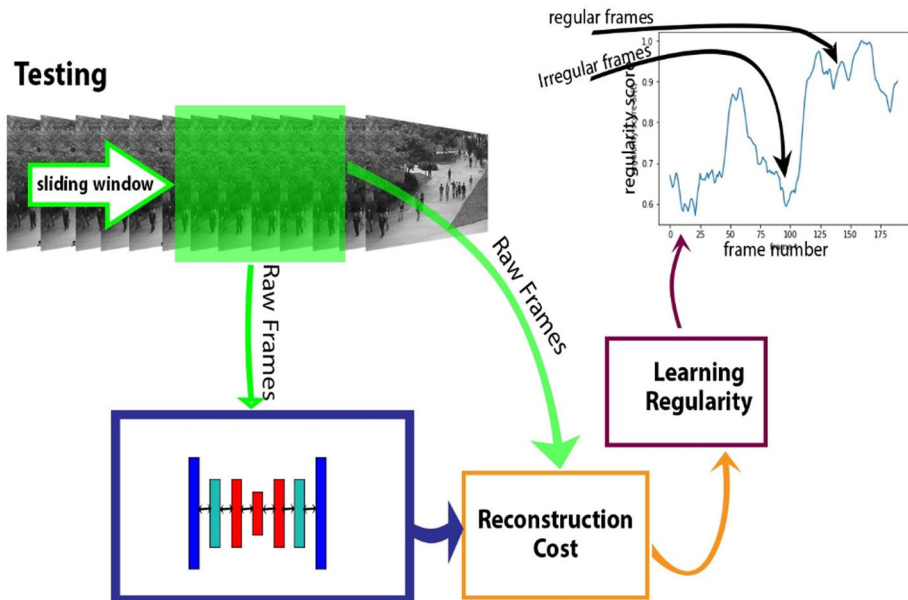 Testing
sliding window
Raw Frames
Raw Frames
Reconstruction
Cost
Learning
Regularity
regular frames
Irregular frames
regularity score
1.0
0.9
0.8
0.7
0.6
0 25 50 75 100 125 150 175
frame number